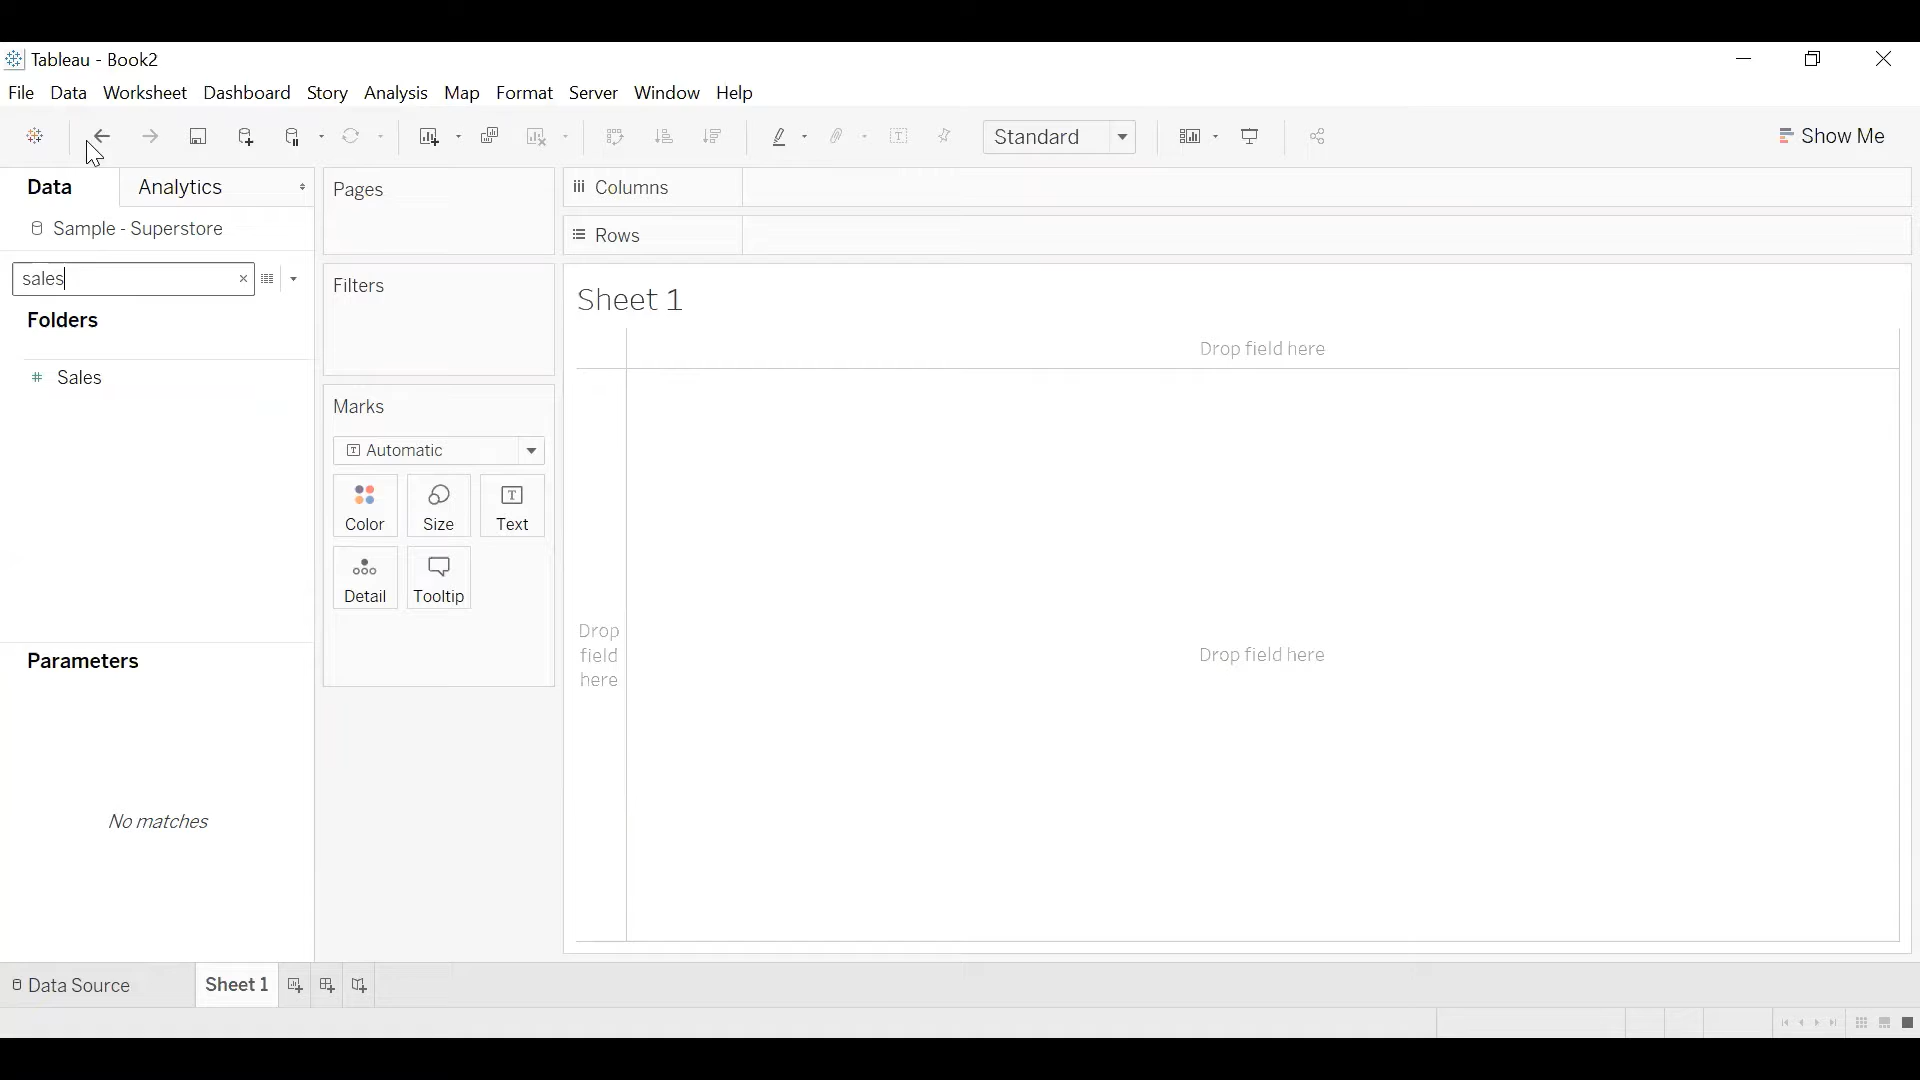 Tableau - Book2
File Data Worksheet Dashboard Story Analysis Map Format Server Window Help
Standard
Show Me
Data
Analytics
Sample - Superstore
sales
Folders
Sales
Parameters
No matches
Pages
Filters
Marks
Automatic
Color
Size
Text
Detail
Tooltip
Columns
Rows
Sheet 1
Drop field here
Drop
field
here
Drop field here
Data Source
Sheet 1